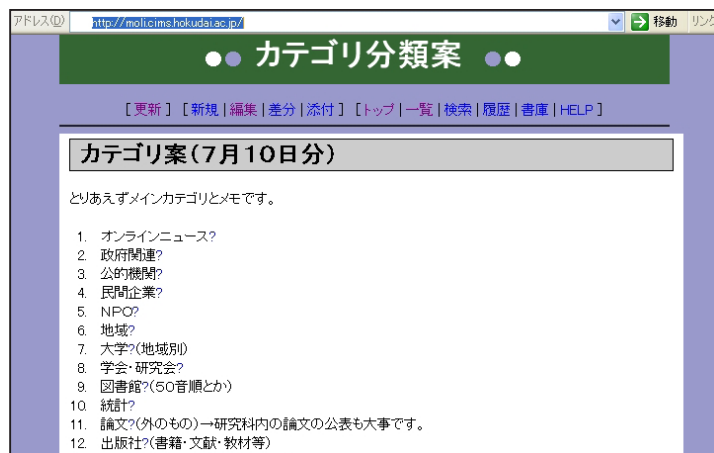 アドレス(D) http://moli.cims.hokudai.ac.jp/ 移動 リンク
●● カテゴリ分類案 ●●
[ 更新 ] [ 新規 | 編集 | 差分 | 添付 ] [ トップ | 一覧 | 検索 | 履歴 | 書庫 | HELP ]
カテゴリ案(7月10日分)
とりあえずメインカテゴリとメモです。
1. オンラインニュース?
2. 政府関連?
3. 公的機関?
4. 民間企業?
5. NPO?
6. 地域?
7. 大学?(地域別)
8. 学会・研究会?
9. 図書館?(50音順とか)
10. 統計?
11. 論文?(外のもの)→研究科内の論文の公表も大事です。
12. 出版社?(書籍・文献・教材等)